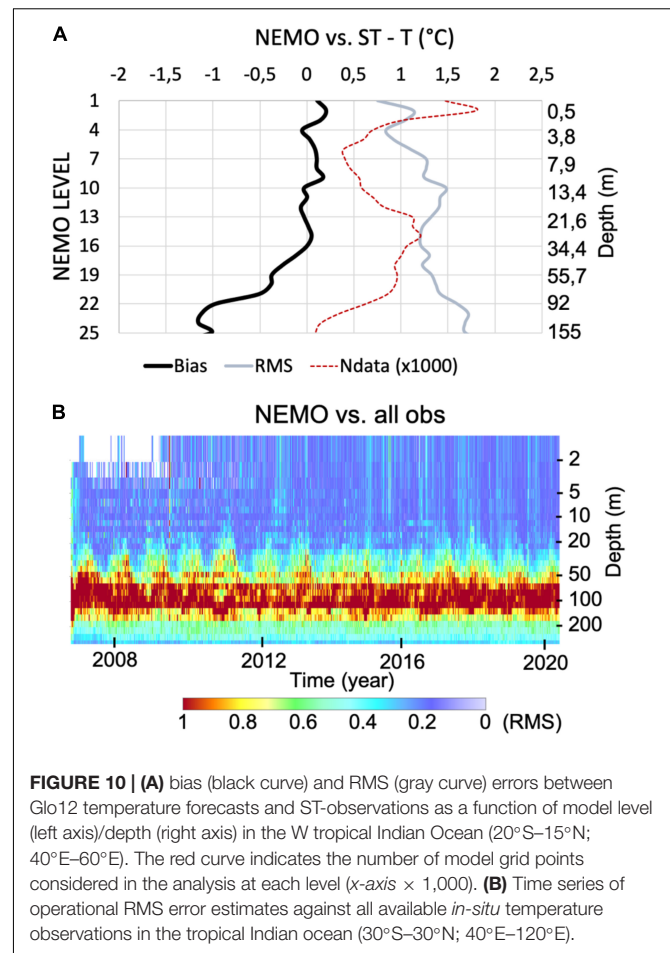 A
NEMO vs. ST - T (°C)
-2 -1,5 -1 -0,5 0 0,5 1 1,5 2 2,5
NEMO LEVEL
1
4
7
10
13
16
19
22
25
0,5
3,8
7,9
13,4
21,6
34,4
55,7
92
155
Depth (m)
Bias RMS Ndata (x1000)
B
NEMO vs. all obs
2
5
10
20
50
100
200
Depth (m)
2008 2012 2016 2020
Time (year)
1 0.8 0.6 0.4 0.2 0 (RMS)
FIGURE 10 | (A) bias (black curve) and RMS (gray curve) errors between
Glo12 temperature forecasts and ST-observations as a function of model level
(left axis)/depth (right axis) in the W tropical Indian Ocean (20°S–15°N;
40°E–60°E). The red curve indicates the number of model grid points
considered in the analysis at each level (x-axis × 1,000). (B) Time series of
operational RMS error estimates against all available in-situ temperature
observations in the tropical Indian ocean (30°S–30°N; 40°E–120°E).